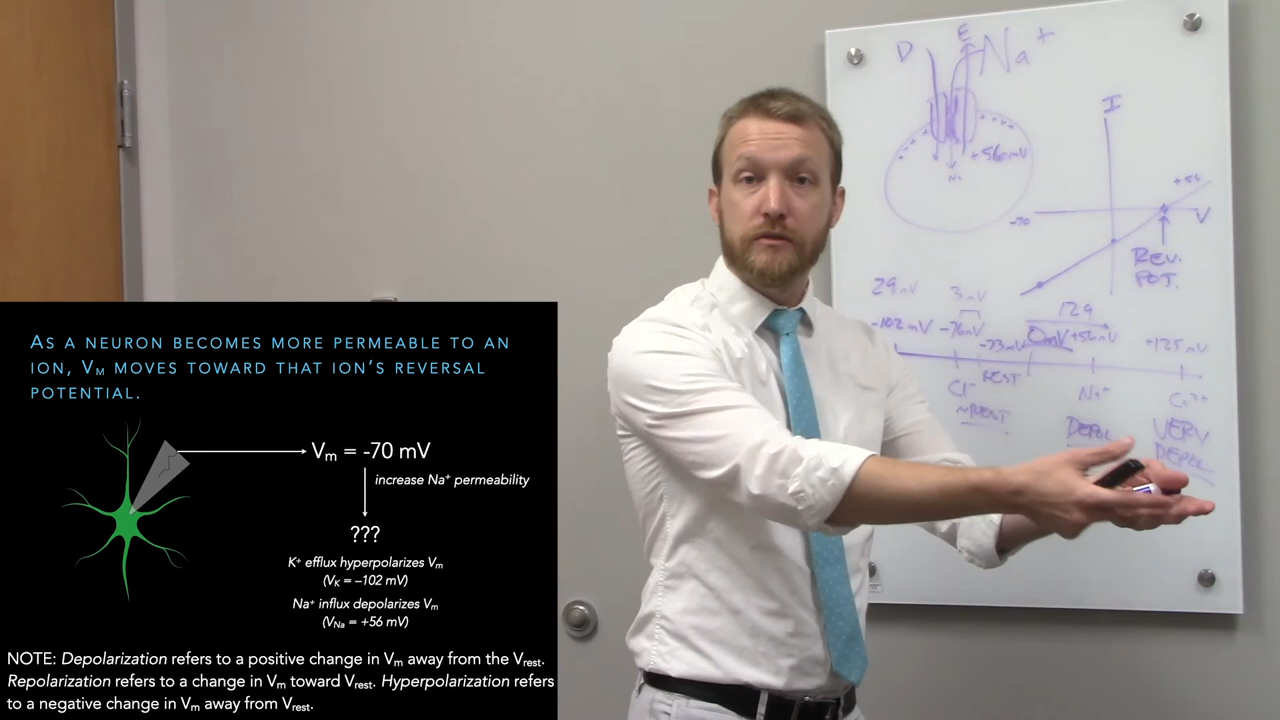 AS A NEURON BECOMES MORE PERMEABLE TO AN
ION, VM MOVES TOWARD THAT ION'S REVERSAL
POTENTIAL.
Vm = -70 mV
increase Na+ permeability
???
K+ efflux hyperpolarizes Vm
(VK = –102 mV)
Na+ influx depolarizes Vm
(VNa = +56 mV)
NOTE: Depolarization refers to a positive change in Vm away from the Vrest.
Repolarization refers to a change in Vm toward Vrest. Hyperpolarization refers
to a negative change in Vm away from Vrest.
D E Na+
+56mV
I
-70
V
REV.
POT.
29mV 3mV 129
-102mV -76mV -73mV 0mV +56mV +125mV
REST
Cl- Na+ Ca2+
~REST DEPOL VERY
DEPOL